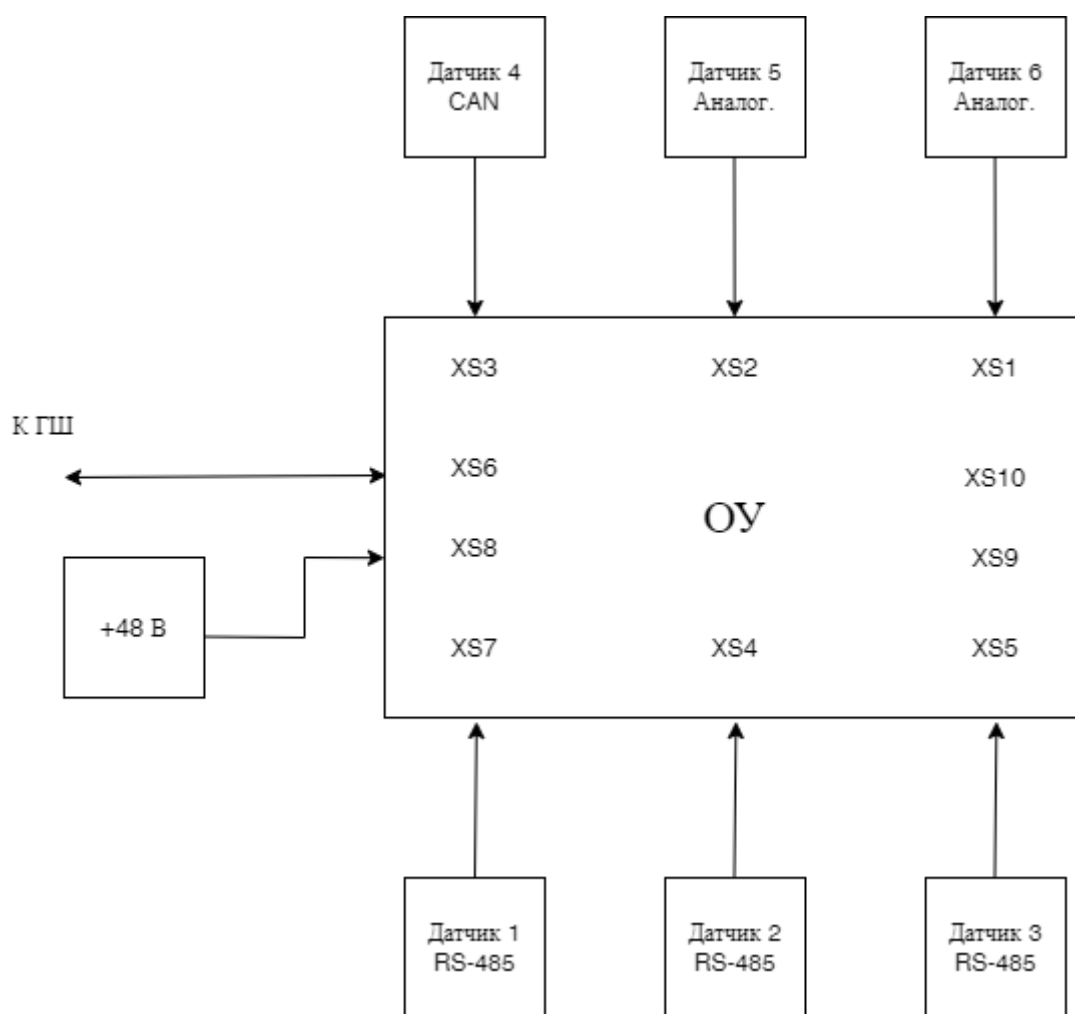 Датчик 4
CAN
Датчик 5
Аналог.
Датчик 6
Аналог.
XS3
XS2
XS1
К ГШ
XS6
XS10
ОУ
XS8
XS9
+48 В
XS7
XS4
XS5
Датчик 1
RS-485
Датчик 2
RS-485
Датчик 3
RS-485